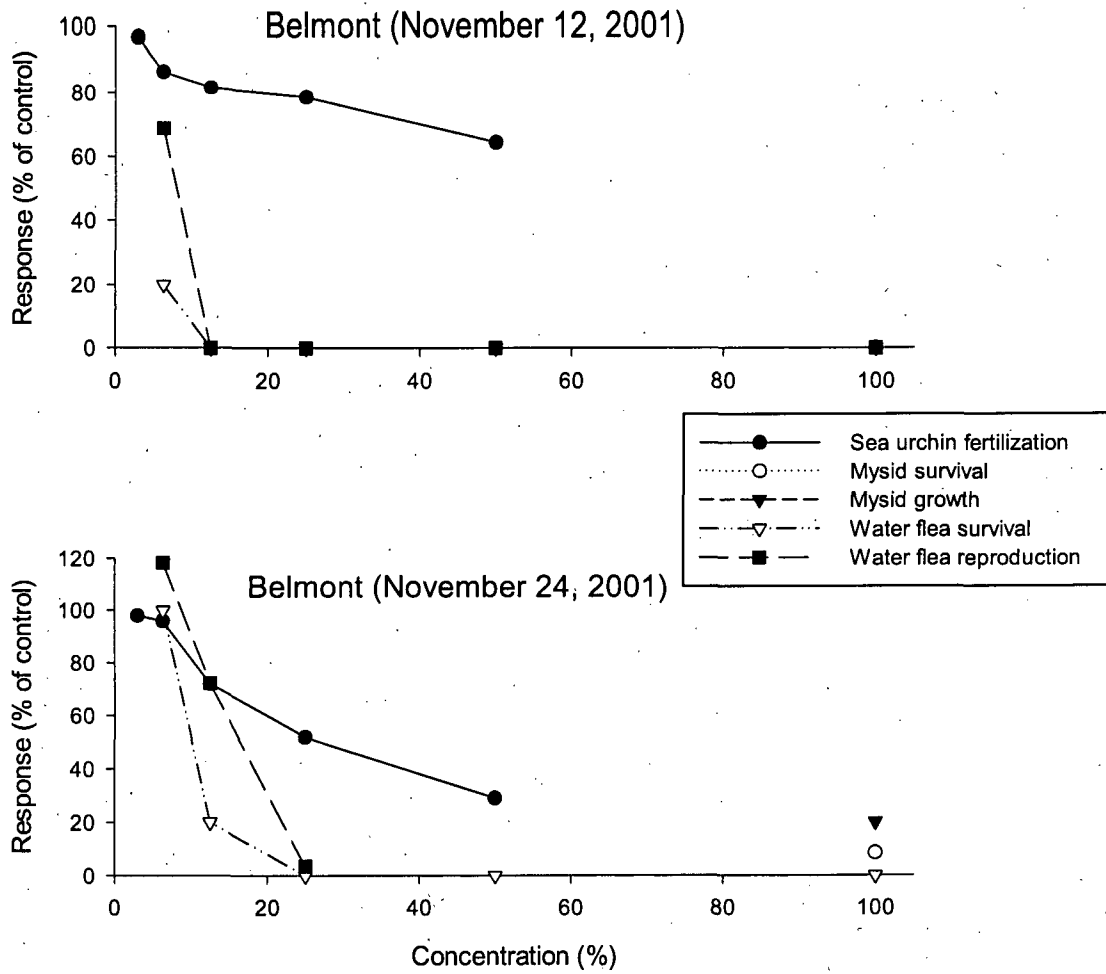 Belmont (November 12, 2001)
Response (% of control)
100
80
60
40
20
0
0 20 40 60 80 100
Sea urchin fertilization
Mysid survival
Mysid growth
Water flea survival
Water flea reproduction
Belmont (November 24, 2001)
Response (% of control)
120
100
80
60
40
20
0
0 20 40 60 80 100
Concentration (%)